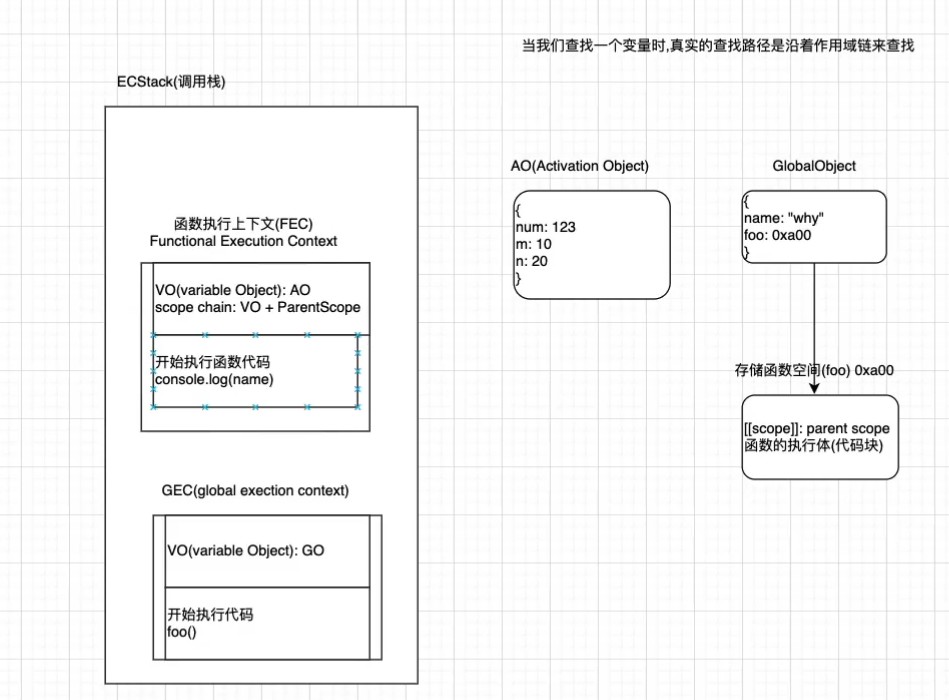 当我们查找一个变量时,真实的查找路径是沿着作用域链来查找
ECStack(调用栈)
函数执行上下文(FEC)
Functional Execution Context
VO(variable Object): AO
scope chain: VO + ParentScope
开始执行函数代码
console.log(name)
GEC(global exection context)
VO(variable Object): GO
开始执行代码
foo()
AO(Activation Object)
{
num: 123
m: 10
n: 20
}
GlobalObject
{
name: "why"
foo: 0xa00
}
存储函数空间(foo) 0xa00
[[scope]]: parent scope
函数的执行体(代码块)